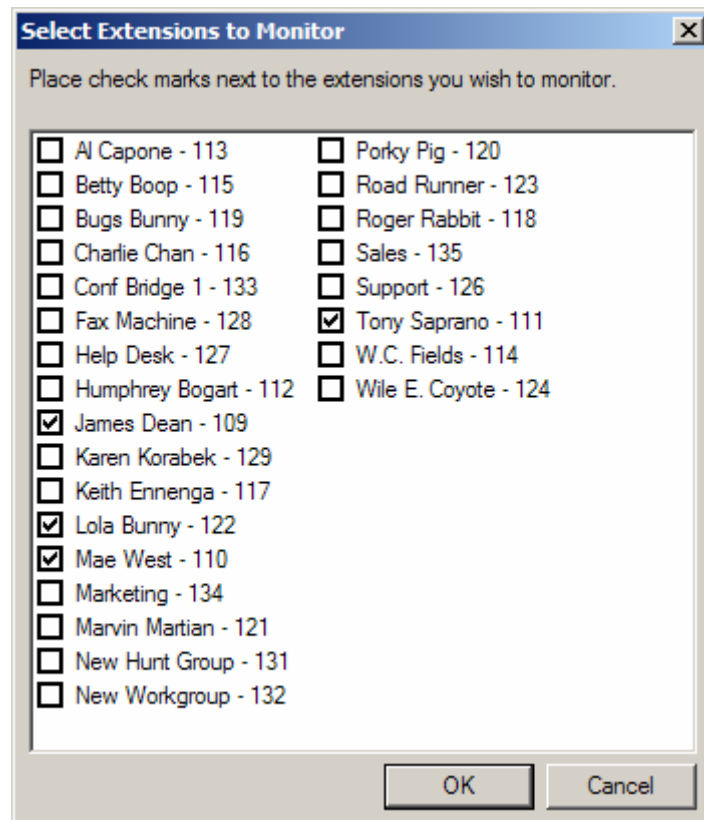 Select Extensions to Monitor
Place check marks next to the extensions you wish to monitor.
Al Capone - 113
Betty Boop - 115
Bugs Bunny - 119
Charlie Chan - 116
Conf Bridge 1 - 133
Fax Machine - 128
Help Desk - 127
Humphrey Bogart - 112
James Dean - 109
Karen Korabek - 129
Keith Ennenga - 117
Lola Bunny - 122
Mae West - 110
Marketing - 134
Marvin Martian - 121
New Hunt Group - 131
New Workgroup - 132
Porky Pig - 120
Road Runner - 123
Roger Rabbit - 118
Sales - 135
Support - 126
Tony Saprano - 111
W.C. Fields - 114
Wile E. Coyote - 124
OK
Cancel